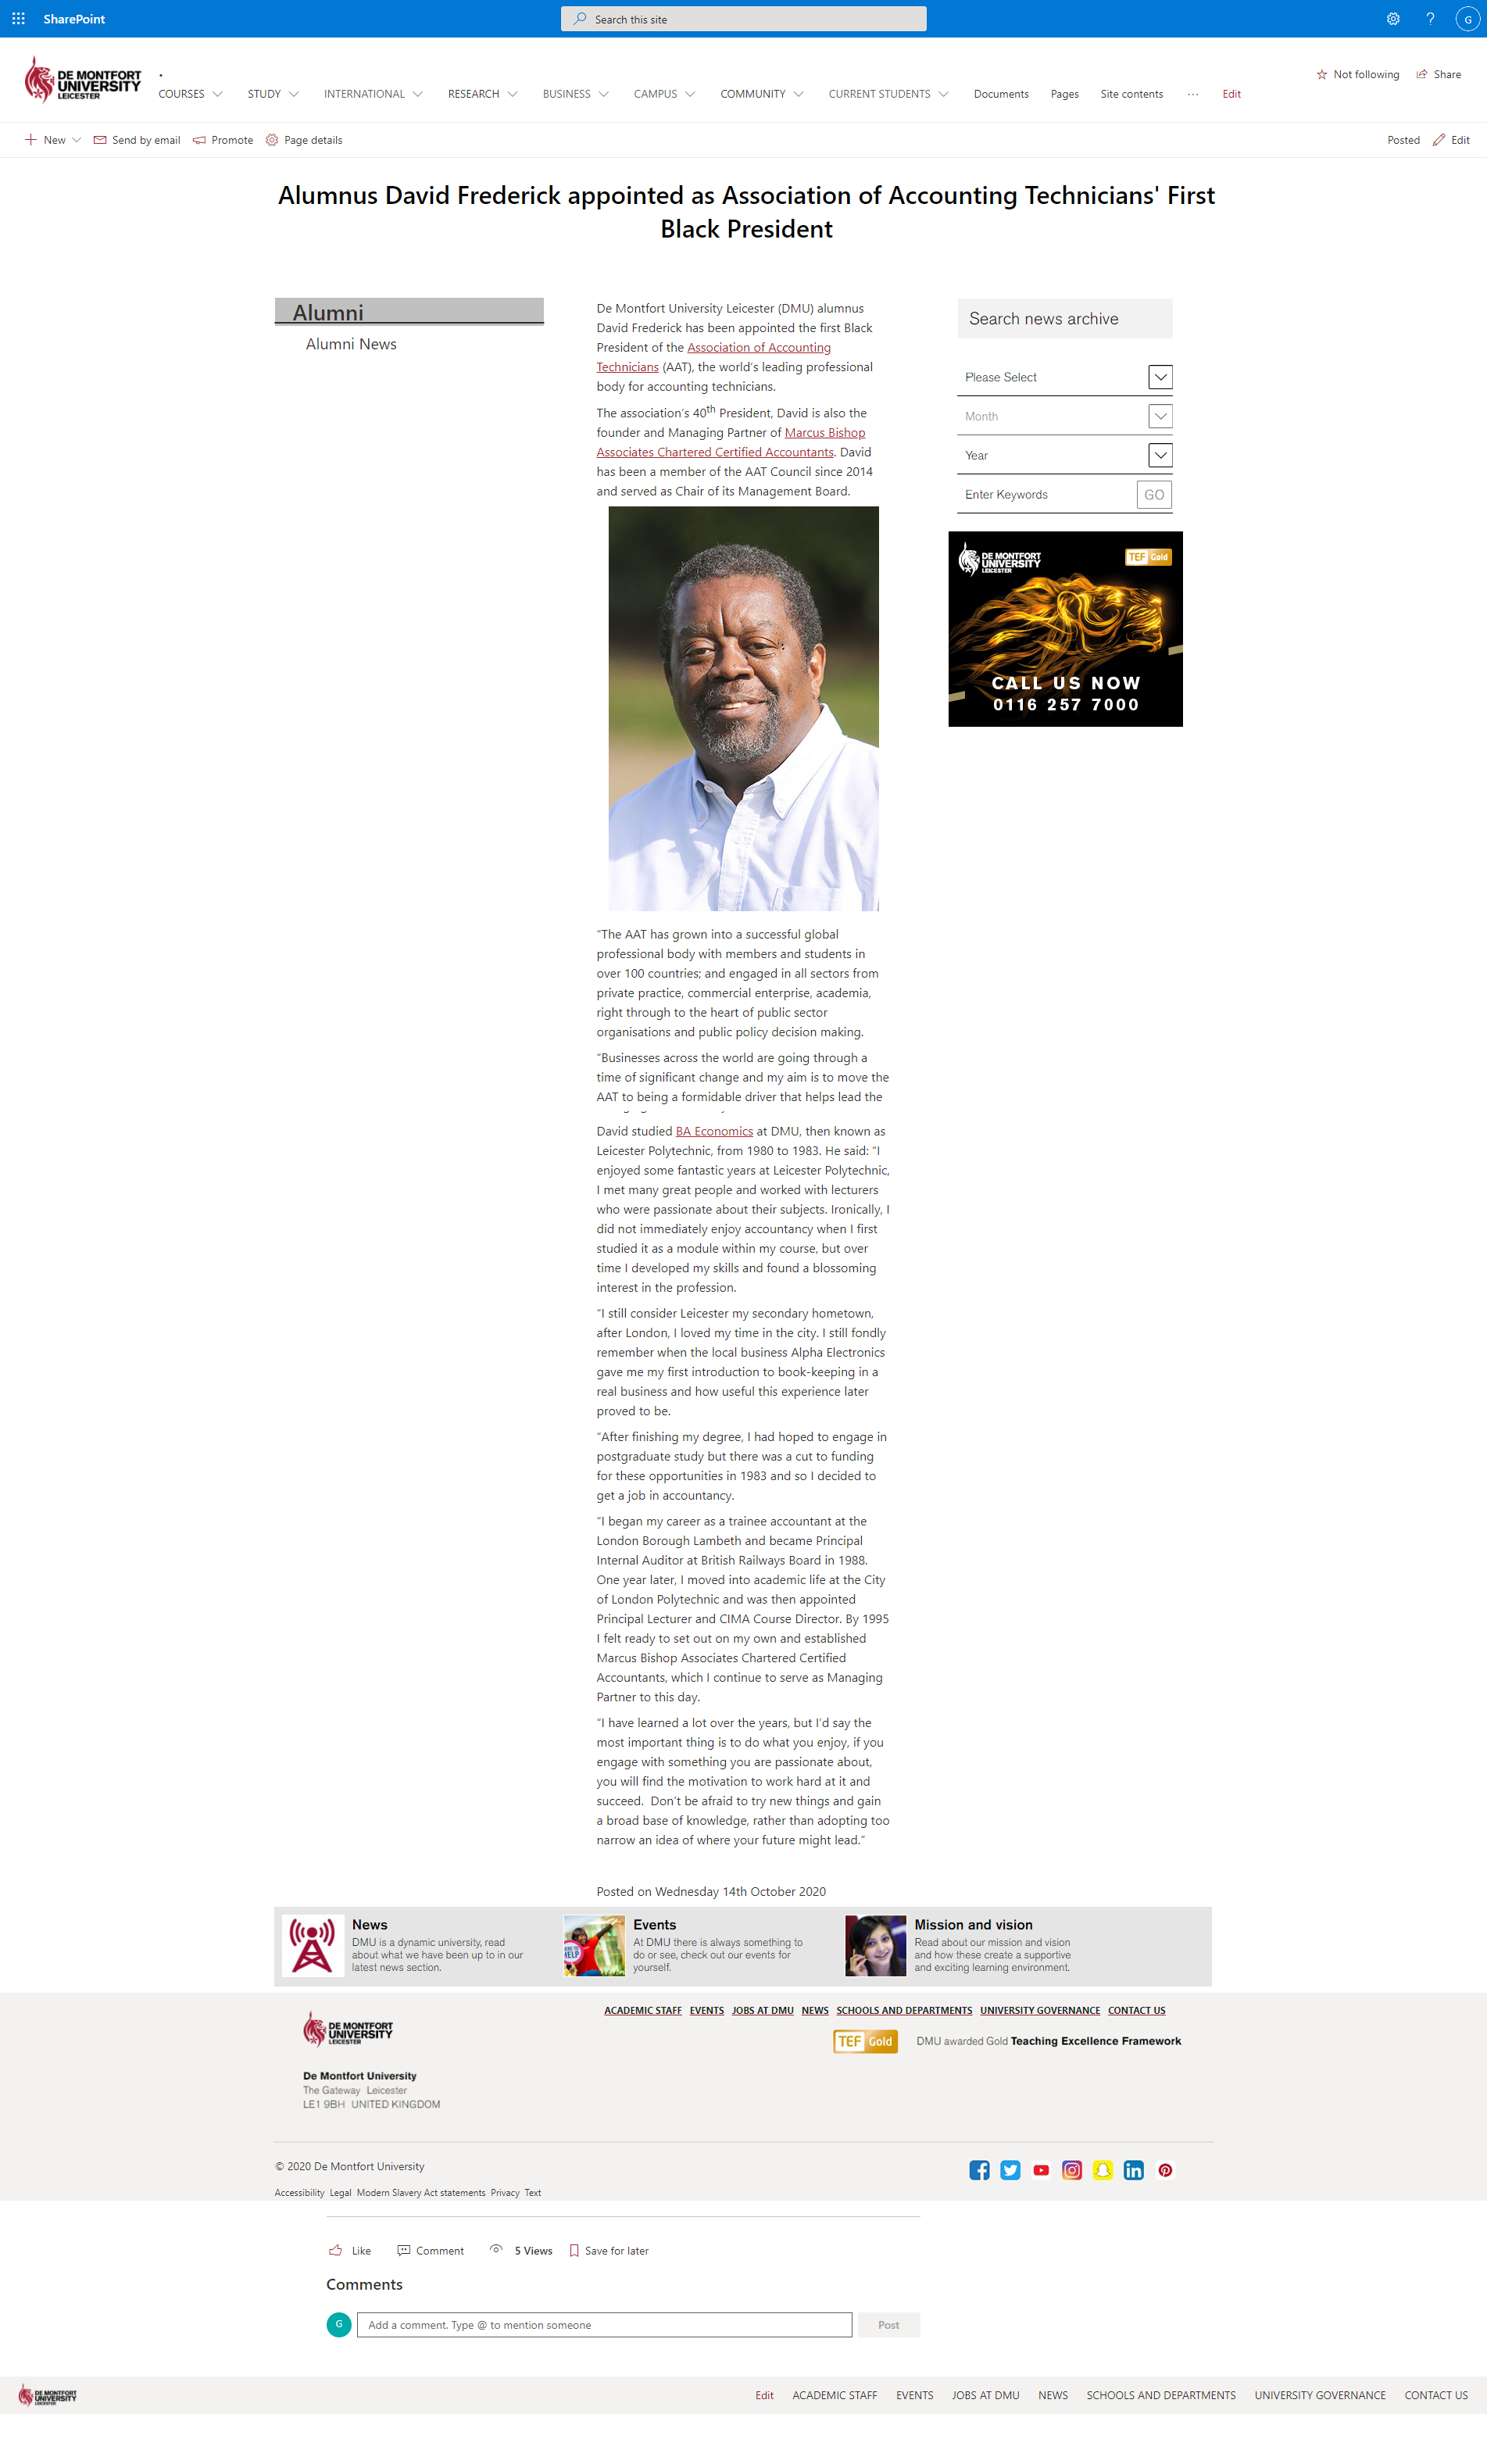 SharePoint
Search this site
G
DE MONTFORT
UNIVERSITY
LEICESTER
.
Not following
Share
COURSES
STUDY
INTERNATIONAL
RESEARCH
BUSINESS
CAMPUS
COMMUNITY
CURRENT STUDENTS
Documents
Pages
Site contents
...
Edit
New
Send by email
Promote
Page details
Posted
Edit
Alumnus David Frederick appointed as Association of Accounting Technicians' First
Black President
Alumni
Alumni News
De Montfort University Leicester (DMU) alumnus
David Frederick has been appointed the first Black
President of the Association of Accounting
Technicians (AAT), the world's leading professional
body for accounting technicians.
The association's 40th President, David is also the
founder and Managing Partner of Marcus Bishop
Associates Chartered Certified Accountants. David
has been a member of the AAT Council since 2014
and served as Chair of its Management Board.
Search news archive
Please Select
Month
Year
Enter Keywords
GO
DE MONTFORT
UNIVERSITY
LEICESTER
TEF Gold
CALL US NOW
0116 257 7000
"The AAT has grown into a successful global
professional body with members and students in
over 100 countries; and engaged in all sectors from
private practice, commercial enterprise, academia,
right through to the heart of public sector
organisations and public policy decision making.
"Businesses across the world are going through a
time of significant change and my aim is to move the
AAT to being a formidable driver that helps lead the
David studied BA Economics at DMU, then known as
Leicester Polytechnic, from 1980 to 1983. He said: "I
enjoyed some fantastic years at Leicester Polytechnic,
I met many great people and worked with lecturers
who were passionate about their subjects. Ironically, I
did not immediately enjoy accountancy when I first
studied it as a module within my course, but over
time I developed my skills and found a blossoming
interest in the profession.
"I still consider Leicester my secondary hometown,
after London, I loved my time in the city. I still fondly
remember when the local business Alpha Electronics
gave me my first introduction to book-keeping in a
real business and how useful this experience later
proved to be.
"After finishing my degree, I had hoped to engage in
postgraduate study but there was a cut to funding
for these opportunities in 1983 and so I decided to
get a job in accountancy.
"I began my career as a trainee accountant at the
London Borough Lambeth and became Principal
Internal Auditor at British Railways Board in 1988.
One year later, I moved into academic life at the City
of London Polytechnic and was then appointed
Principal Lecturer and CIMA Course Director. By 1995
I felt ready to set out on my own and established
Marcus Bishop Associates Chartered Certified
Accountants, which I continue to serve as Managing
Partner to this day.
"I have learned a lot over the years, but I'd say the
most important thing is to do what you enjoy, if you
engage with something you are passionate about,
you will find the motivation to work hard at it and
succeed.  Don't be afraid to try new things and gain
a broad base of knowledge, rather than adopting too
narrow an idea of where your future might lead."
Posted on Wednesday 14th October 2020
News
DMU is a dynamic university, read
about what we have been up to in our
latest news section.
HELP
Events
At DMU there is always something to
do or see, check out our events for
yourself.
Mission and vision
Read about our mission and vision
and how these create a supportive
and exciting learning environment.
DE MONTFORT
UNIVERSITY
LEICESTER
ACADEMIC STAFF EVENTS JOBS AT DMU NEWS SCHOOLS AND DEPARTMENTS UNIVERSITY GOVERNANCE CONTACT US
TEF Gold
DMU awarded Gold Teaching Excellence Framework
De Montfort University
The Gateway Leicester
LE1 9BH UNITED KINGDOM
© 2020 De Montfort University
Accessibility Legal Modern Slavery Act statements Privacy Text
Like
Comment
5 Views
Save for later
Comments
G
Add a comment. Type @ to mention someone
Post
DE MONTFORT
UNIVERSITY
LEICESTER
Edit
ACADEMIC STAFF
EVENTS
JOBS AT DMU
NEWS
SCHOOLS AND DEPARTMENTS
UNIVERSITY GOVERNANCE
CONTACT US